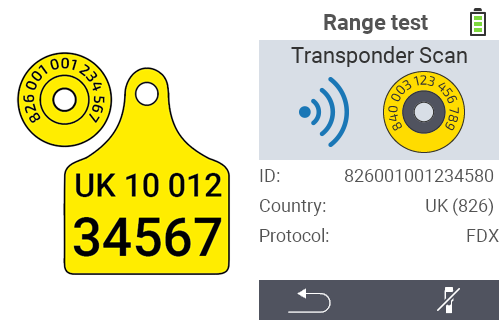 826 001 001 234 567
UK 10 012
34567
Range test
Transponder Scan
840 003 123 456 789
ID: 826001001234580
Country: UK (826)
Protocol: FDX